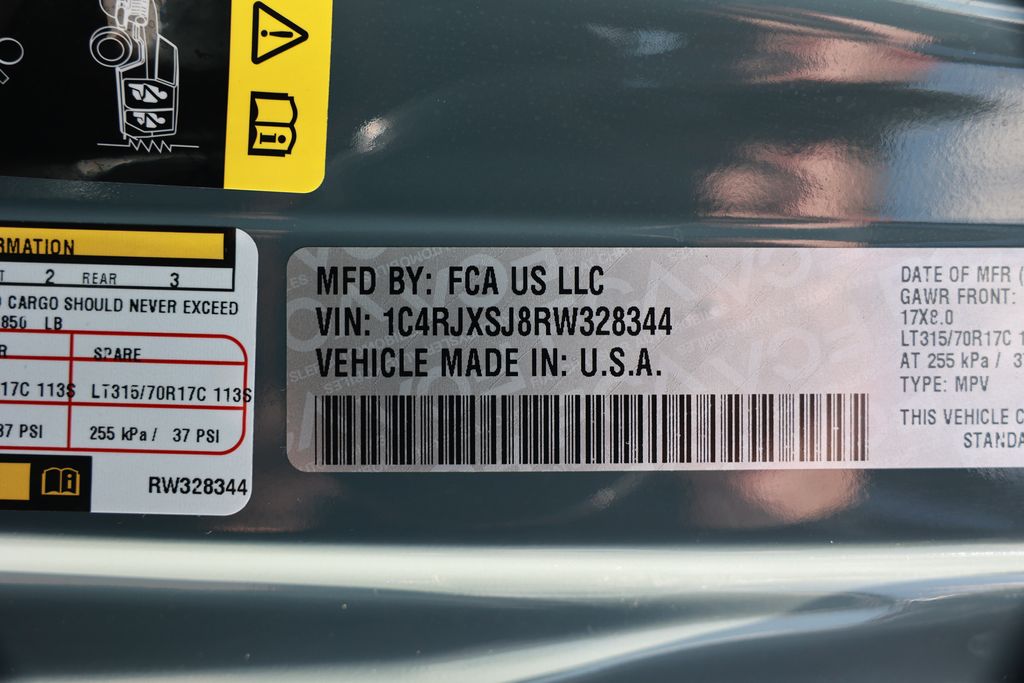 RMATION
T 2 REAR 3
CARGO SHOULD NEVER EXCEED
850 LB
R SPARE
17C 113S LT315/70R17C 113S
37 PSI 255 kPa / 37 PSI
RW328344
MFD BY: FCA US LLC
VIN: 1C4RJXSJ8RW328344
VEHICLE MADE IN: U.S.A.
DATE OF MFR (
GAWR FRONT:
17X8.0
LT315/70R17C
AT 255 kPa / 37
TYPE: MPV
THIS VEHICLE C
STANDA